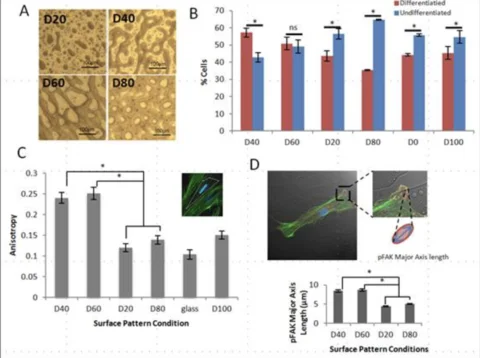 A
D20
D40
D60
D80
B
Differentiatied
Undifferentiated
% Cells
70
60
50
40
30
20
10
0
*
ns
*
*
*
*
D40 D60 D20 D80 D0 D100
C
Anisotropy
0.3
0.25
0.2
0.15
0.1
0.05
0
*
*
D40 D60 D20 D80 glass D100
Surface Pattern Condition
D
pFAK Major Axis length
pFAK Major Axis
Length (µm)
15
10
5
0
*
*
D40 D60 D20 D80
Surface Pattern Conditions